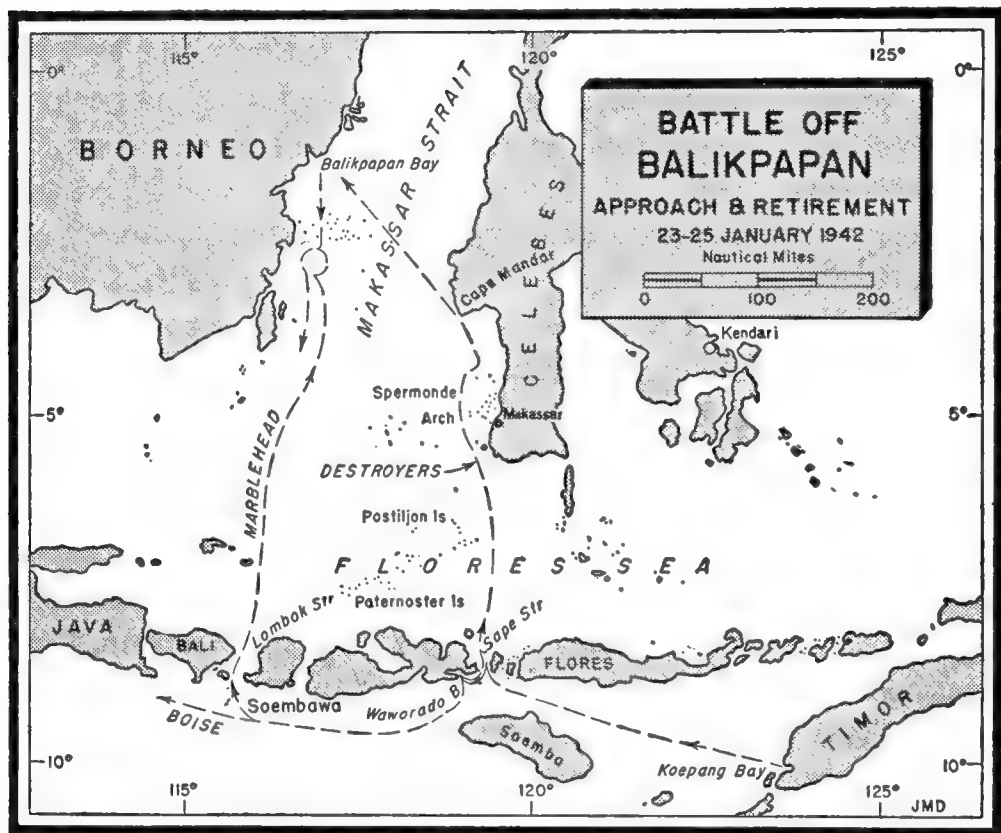 115°
120°
125°
0°
0°
BATTLE OFF
BALIKPAPAN
APPROACH & RETIREMENT
23-25 JANUARY 1942
Nautical Miles
0 100 200
BORNEO
Balikpapan Bay
MAKASSAR STRAIT
Cape Mandar
CELEBES
Kendari
5°
5°
Spermonde
Arch
Makassar
MARBLEHEAD
DESTROYERS
Postiljon Is
FLORES SEA
Paternoster Is
Lombok Str
Sape Str
JAVA
BALI
FLORES
Soembawa
Waworado B
BOISE
Soemba
TIMOR
Koepang Bay
10°
10°
115°
120°
125°
JMD